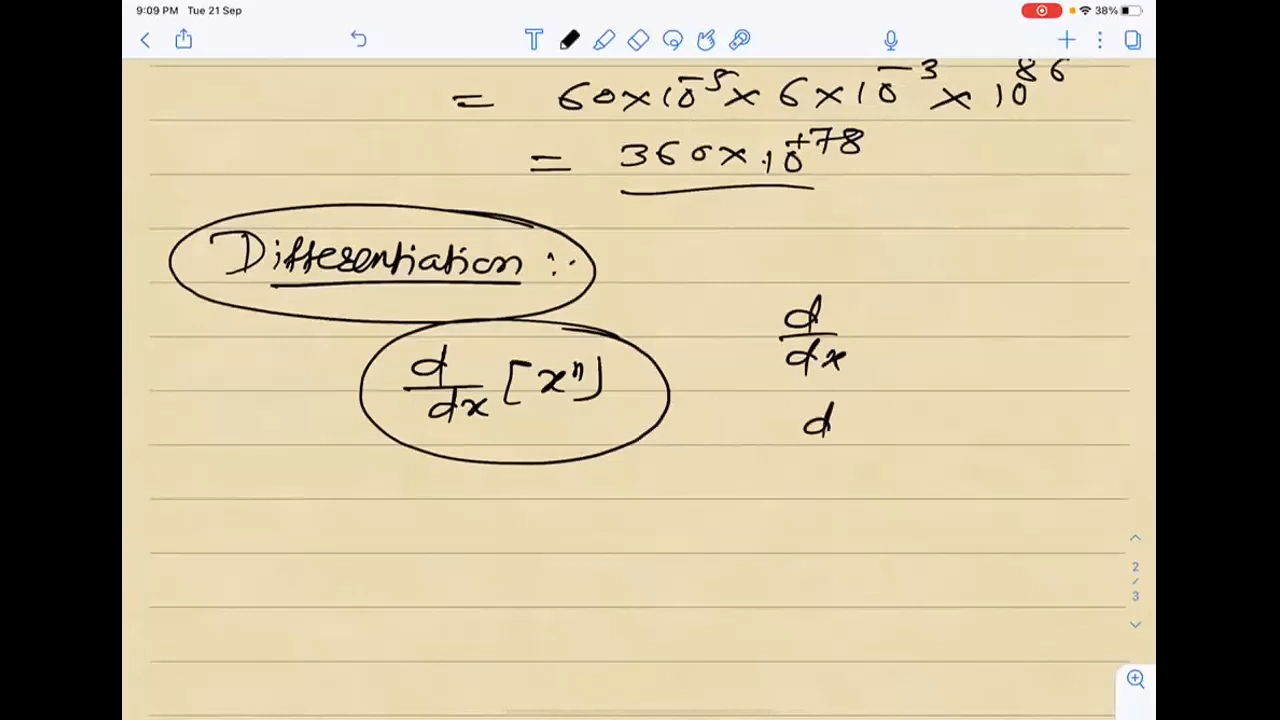 9:09 PM Tue 21 Sep
38%
= 60×10⁻⁵× 6×10⁻³ × 10⁸⁶
= 360×10⁺⁷⁸
Differentiation :-
d/dx [xⁿ]
d/dx
d
2
/
3